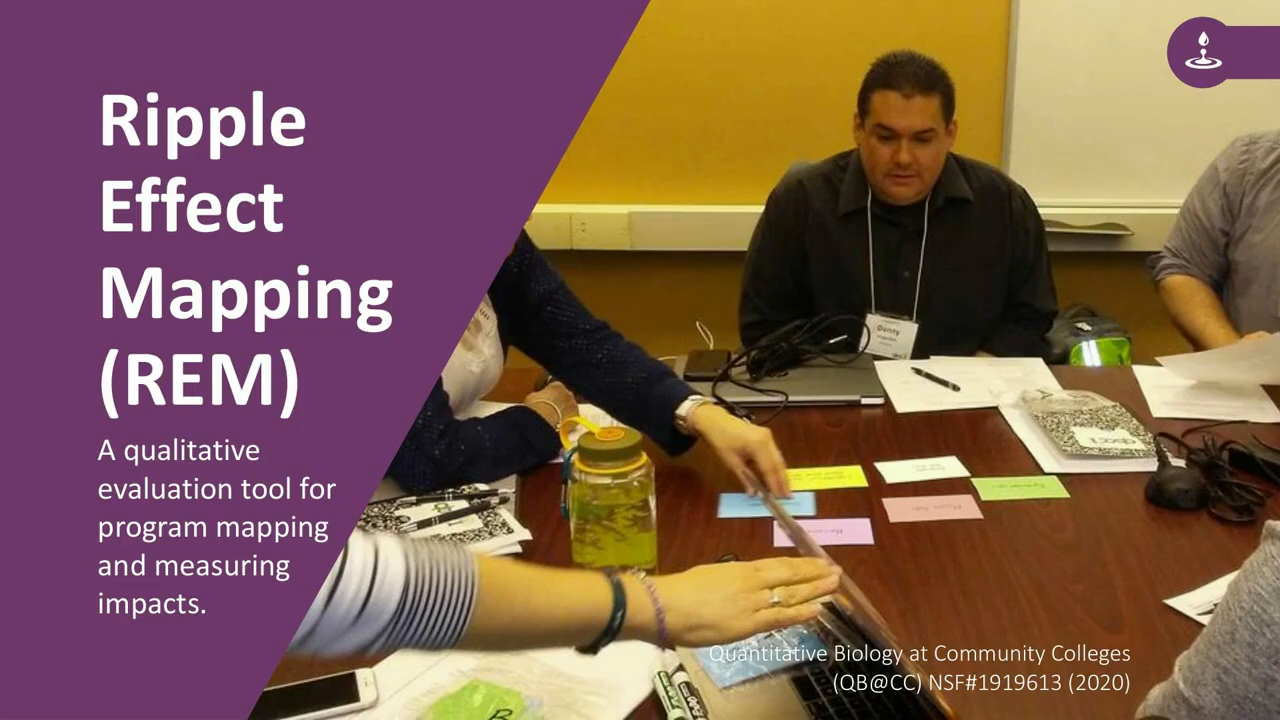 Ripple
Effect
Mapping
(REM)
A qualitative
evaluation tool for
program mapping
and measuring
impacts.
Danny
Quantitative Biology at Community Colleges
(QB@CC) NSF#1919613 (2020)